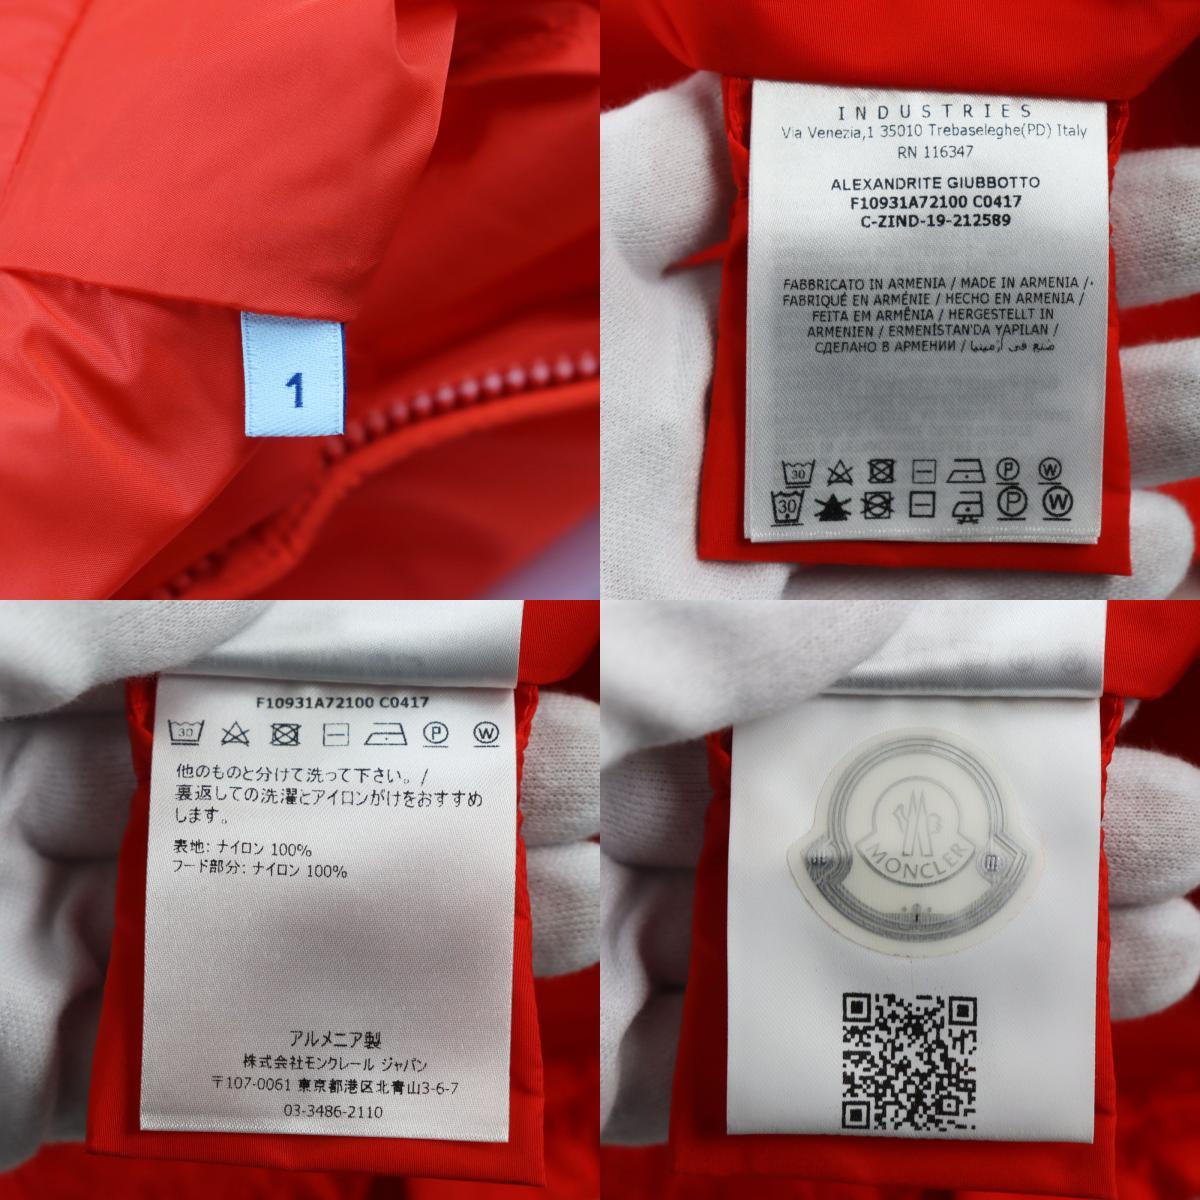 1
INDUSTRIES
Via Venezia,1 35010 Trebaseleghe(PD) Italy
RN 116347
ALEXANDRITE GIUBBOTTO
F10931A72100 C0417
C-ZIND-19-212589
FABBRICATO IN ARMENIA / MADE IN ARMENIA /
FABRIQUÉ EN ARMÉNIE / HECHO EN ARMENIA /
FEITA EM ARMÊNIA / HERGESTELLT IN
ARMENIEN / ERMENİSTAN'DA YAPILAN /
СДЕЛАНО В АРМЕНИИ / صنع في أرمينيا
30 P W
30 P W
F10931A72100 C0417
30 P W
他のものと分けて洗って下さい。/
裏返しての洗濯とアイロンがけをおすすめ
します。
表地: ナイロン 100%
フード部分: ナイロン 100%
アルメニア製
株式会社モンクレール ジャパン
〒107-0061 東京都港区北青山3-6-7
03-3486-2110
MONCLER